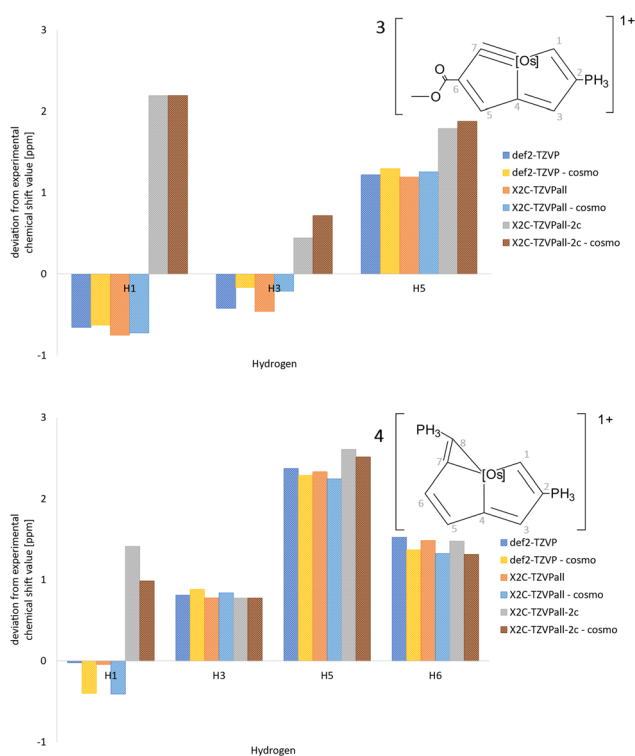 3
1+
7
1
[Os]
2
PH3
O
O
6
5
4
3
3
2
1
0
-1
deviation from experimental
chemical shift value [ppm]
H1
H3
H5
Hydrogen
def2-TZVP
def2-TZVP - cosmo
X2C-TZVPall
X2C-TZVPall - cosmo
X2C-TZVPall-2c
X2C-TZVPall-2c - cosmo
4
1+
PH3
8
7
1
[Os]
2
PH3
6
5
4
3
3
2
1
0
-1
deviation from experimental
chemical shift value [ppm]
H1
H3
H5
H6
Hydrogen
def2-TZVP
def2-TZVP - cosmo
X2C-TZVPall
X2C-TZVPall - cosmo
X2C-TZVPall-2c
X2C-TZVPall-2c - cosmo